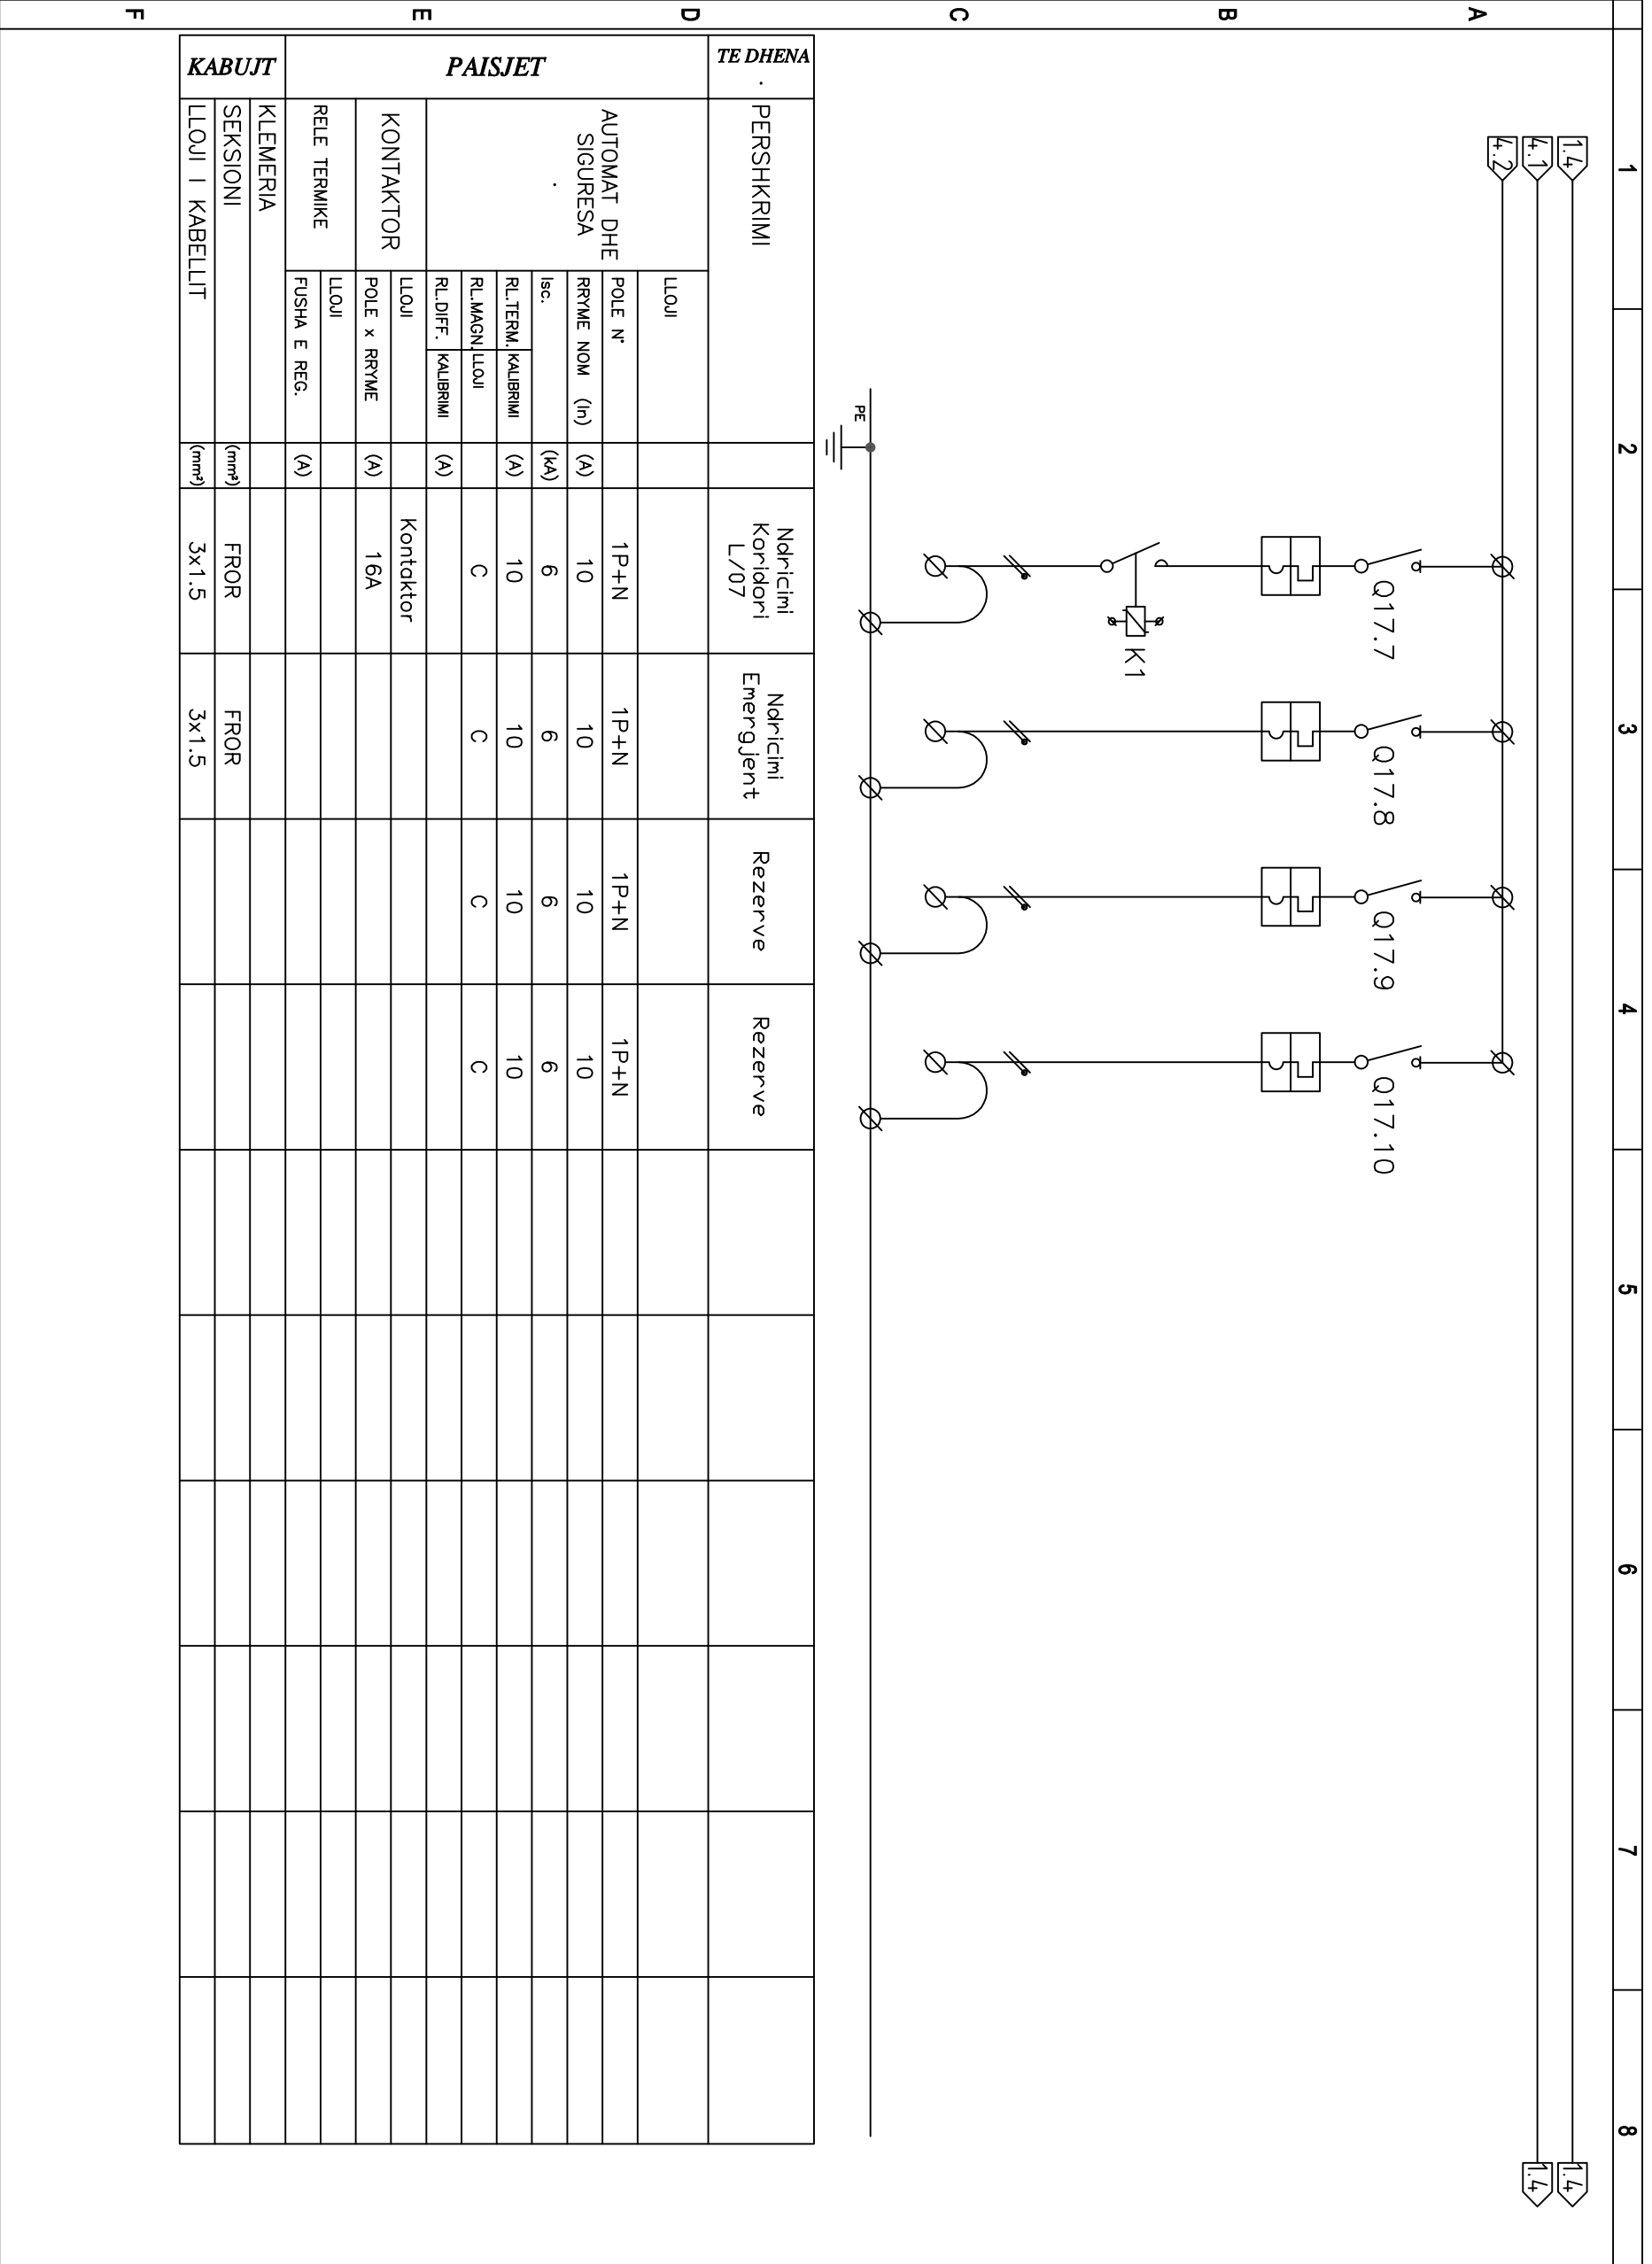 1
2
3
4
5
6
7
8
A
B
C
D
E
F
1.4
1.4
4.1
1.4
4.2
Q17.7
Q17.8
Q17.9
Q17.10
K1
PE
TE DHENA
.
PERSHKRIMI
Ndricimi
Koridori
L/07
Ndricimi
Emergjent
Rezerve
Rezerve
PAISJET
AUTOMAT DHE
SIGURESA
.
LLOJI
POLE N°
1P+N
1P+N
1P+N
1P+N
RRYME NOM (In)
(A)
10
10
10
10
Isc.
(kA)
6
6
6
6
RL.TERM.
KALIBRIMI
(A)
10
10
10
10
RL.MAGN.
LLOJI
C
C
C
C
RL.DIFF.
KALIBRIMI
(A)
KONTAKTOR
LLOJI
Kontaktor
POLE x RRYME
(A)
16A
RELE TERMIKE
LLOJI
FUSHA E REG.
(A)
KABUJT
KLEMERIA
SEKSIONI
(mm²)
FROR
FROR
LLOJI I KABELLIT
(mm²)
3x1.5
3x1.5